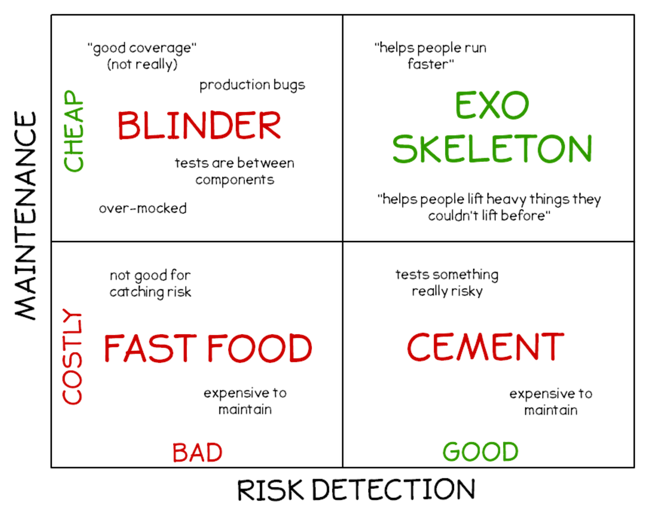 "good coverage"
(not really)
production bugs
BLINDER
tests are between
components
over-mocked
"helps people run
faster"
EXO
SKELETON
"helps people lift heavy things they
couldn't lift before"
not good for
catching risk
FAST FOOD
expensive to
maintain
tests something
really risky
CEMENT
expensive to
maintain
MAINTENANCE
CHEAP
COSTLY
BAD
GOOD
RISK DETECTION